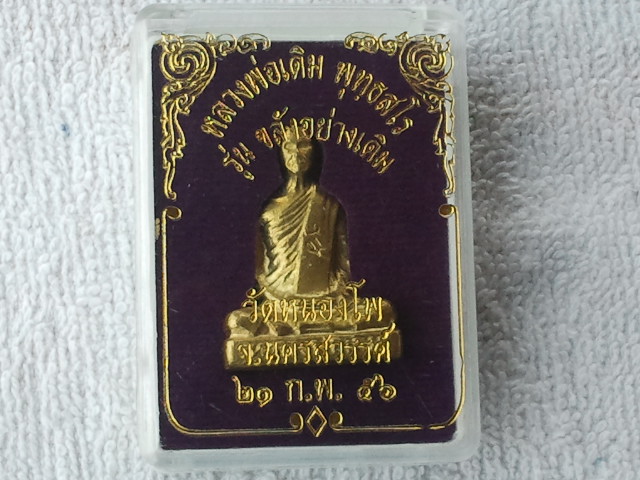 หลวงพ่อเดิม พุทฺธสโร
รุ่น ขลังอย่างเดิม
วัดหนองโพ
จ.นครสวรรค์
๒๑ ก.พ. ๕๖